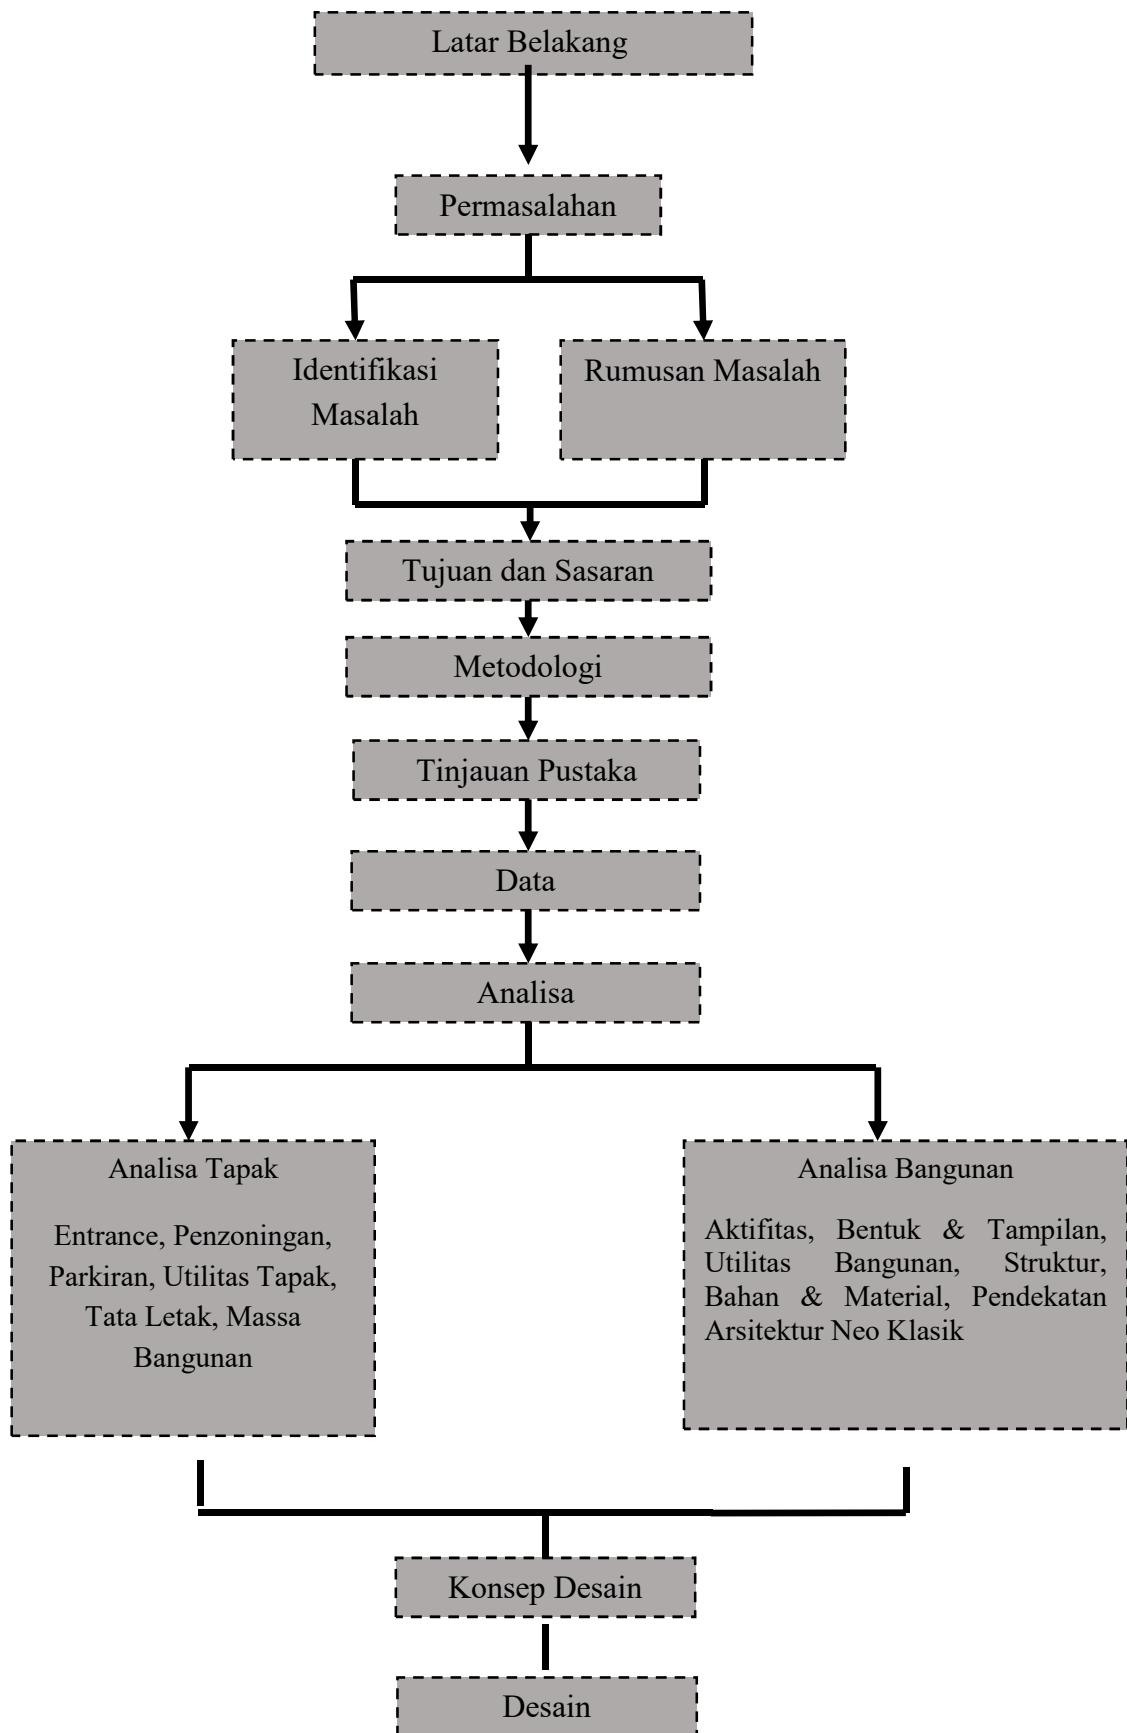 Latar Belakang
Permasalahan
Identifikasi
Masalah
Rumusan Masalah
Tujuan dan Sasaran
Metodologi
Tinjauan Pustaka
Data
Analisa
Analisa Tapak
Entrance, Penzoningan,
Parkiran, Utilitas Tapak,
Tata Letak, Massa
Bangunan
Analisa Bangunan
Aktifitas, Bentuk & Tampilan,
Utilitas Bangunan, Struktur,
Bahan & Material, Pendekatan
Arsitektur Neo Klasik
Konsep Desain
Desain